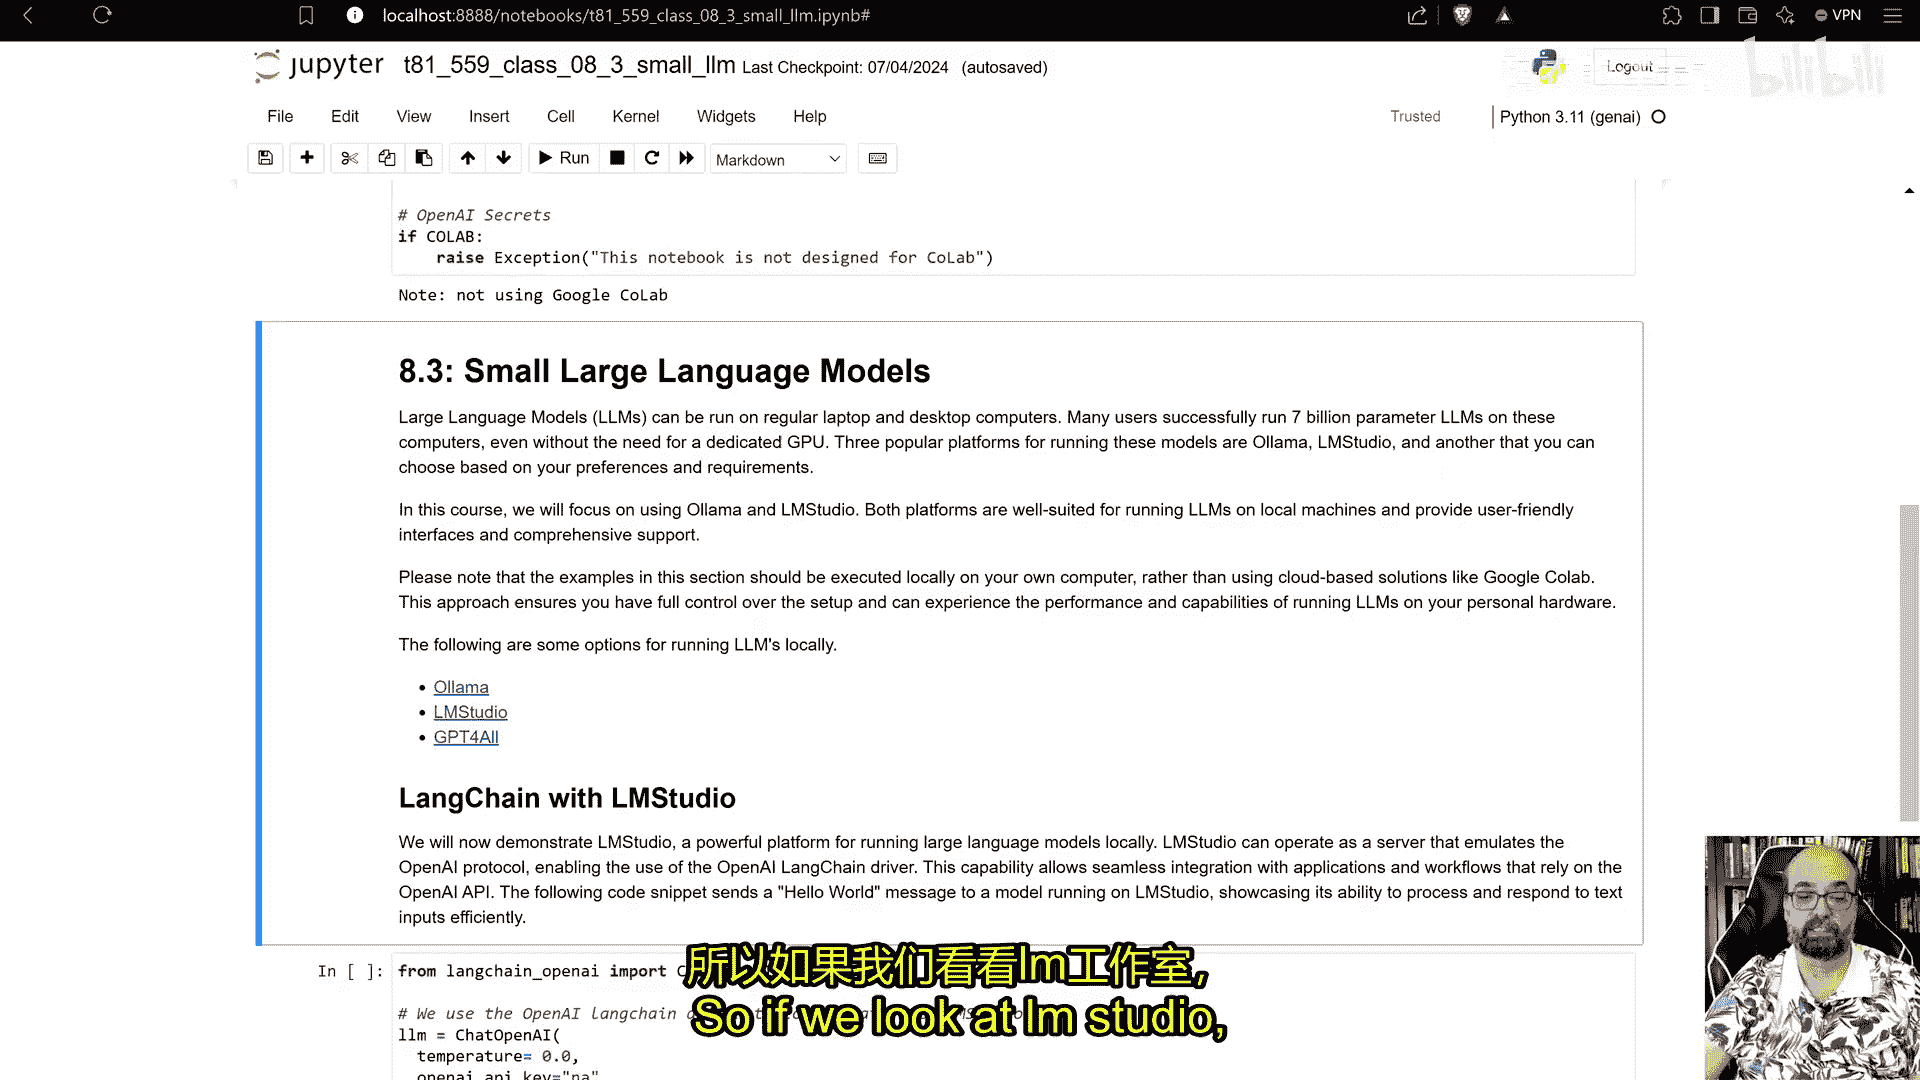 localhost:8888/notebooks/t81_559_class_08_3_small_llm.ipynb#
VPN
jupyter t81_559_class_08_3_small_llm Last Checkpoint: 07/04/2024 (autosaved)
Logout
bilibili
File Edit View Insert Cell Kernel Widgets Help
Trusted
Python 3.11 (genai)
Run
Markdown
# OpenAI Secrets
if COLAB:
raise Exception("This notebook is not designed for CoLab")
Note: not using Google CoLab
8.3: Small Large Language Models
Large Language Models (LLMs) can be run on regular laptop and desktop computers. Many users successfully run 7 billion parameter LLMs on these
computers, even without the need for a dedicated GPU. Three popular platforms for running these models are Ollama, LMStudio, and another that you can
choose based on your preferences and requirements.
In this course, we will focus on using Ollama and LMStudio. Both platforms are well-suited for running LLMs on local machines and provide user-friendly
interfaces and comprehensive support.
Please note that the examples in this section should be executed locally on your own computer, rather than using cloud-based solutions like Google Colab.
This approach ensures you have full control over the setup and can experience the performance and capabilities of running LLMs on your personal hardware.
The following are some options for running LLM's locally.
Ollama
LMStudio
GPT4All
LangChain with LMStudio
We will now demonstrate LMStudio, a powerful platform for running large language models locally. LMStudio can operate as a server that emulates the
OpenAI protocol, enabling the use of the OpenAI LangChain driver. This capability allows seamless integration with applications and workflows that rely on the
OpenAI API. The following code snippet sends a "Hello World" message to a model running on LMStudio, showcasing its ability to process and respond to text
inputs efficiently.
In [ ]: from langchain_openai import
所以如果我们看看lm工作室,
# We use the OpenAI langchain
So if we look at lm studio,
llm = ChatOpenAI(
temperature= 0.0,
openai_api_key="na"